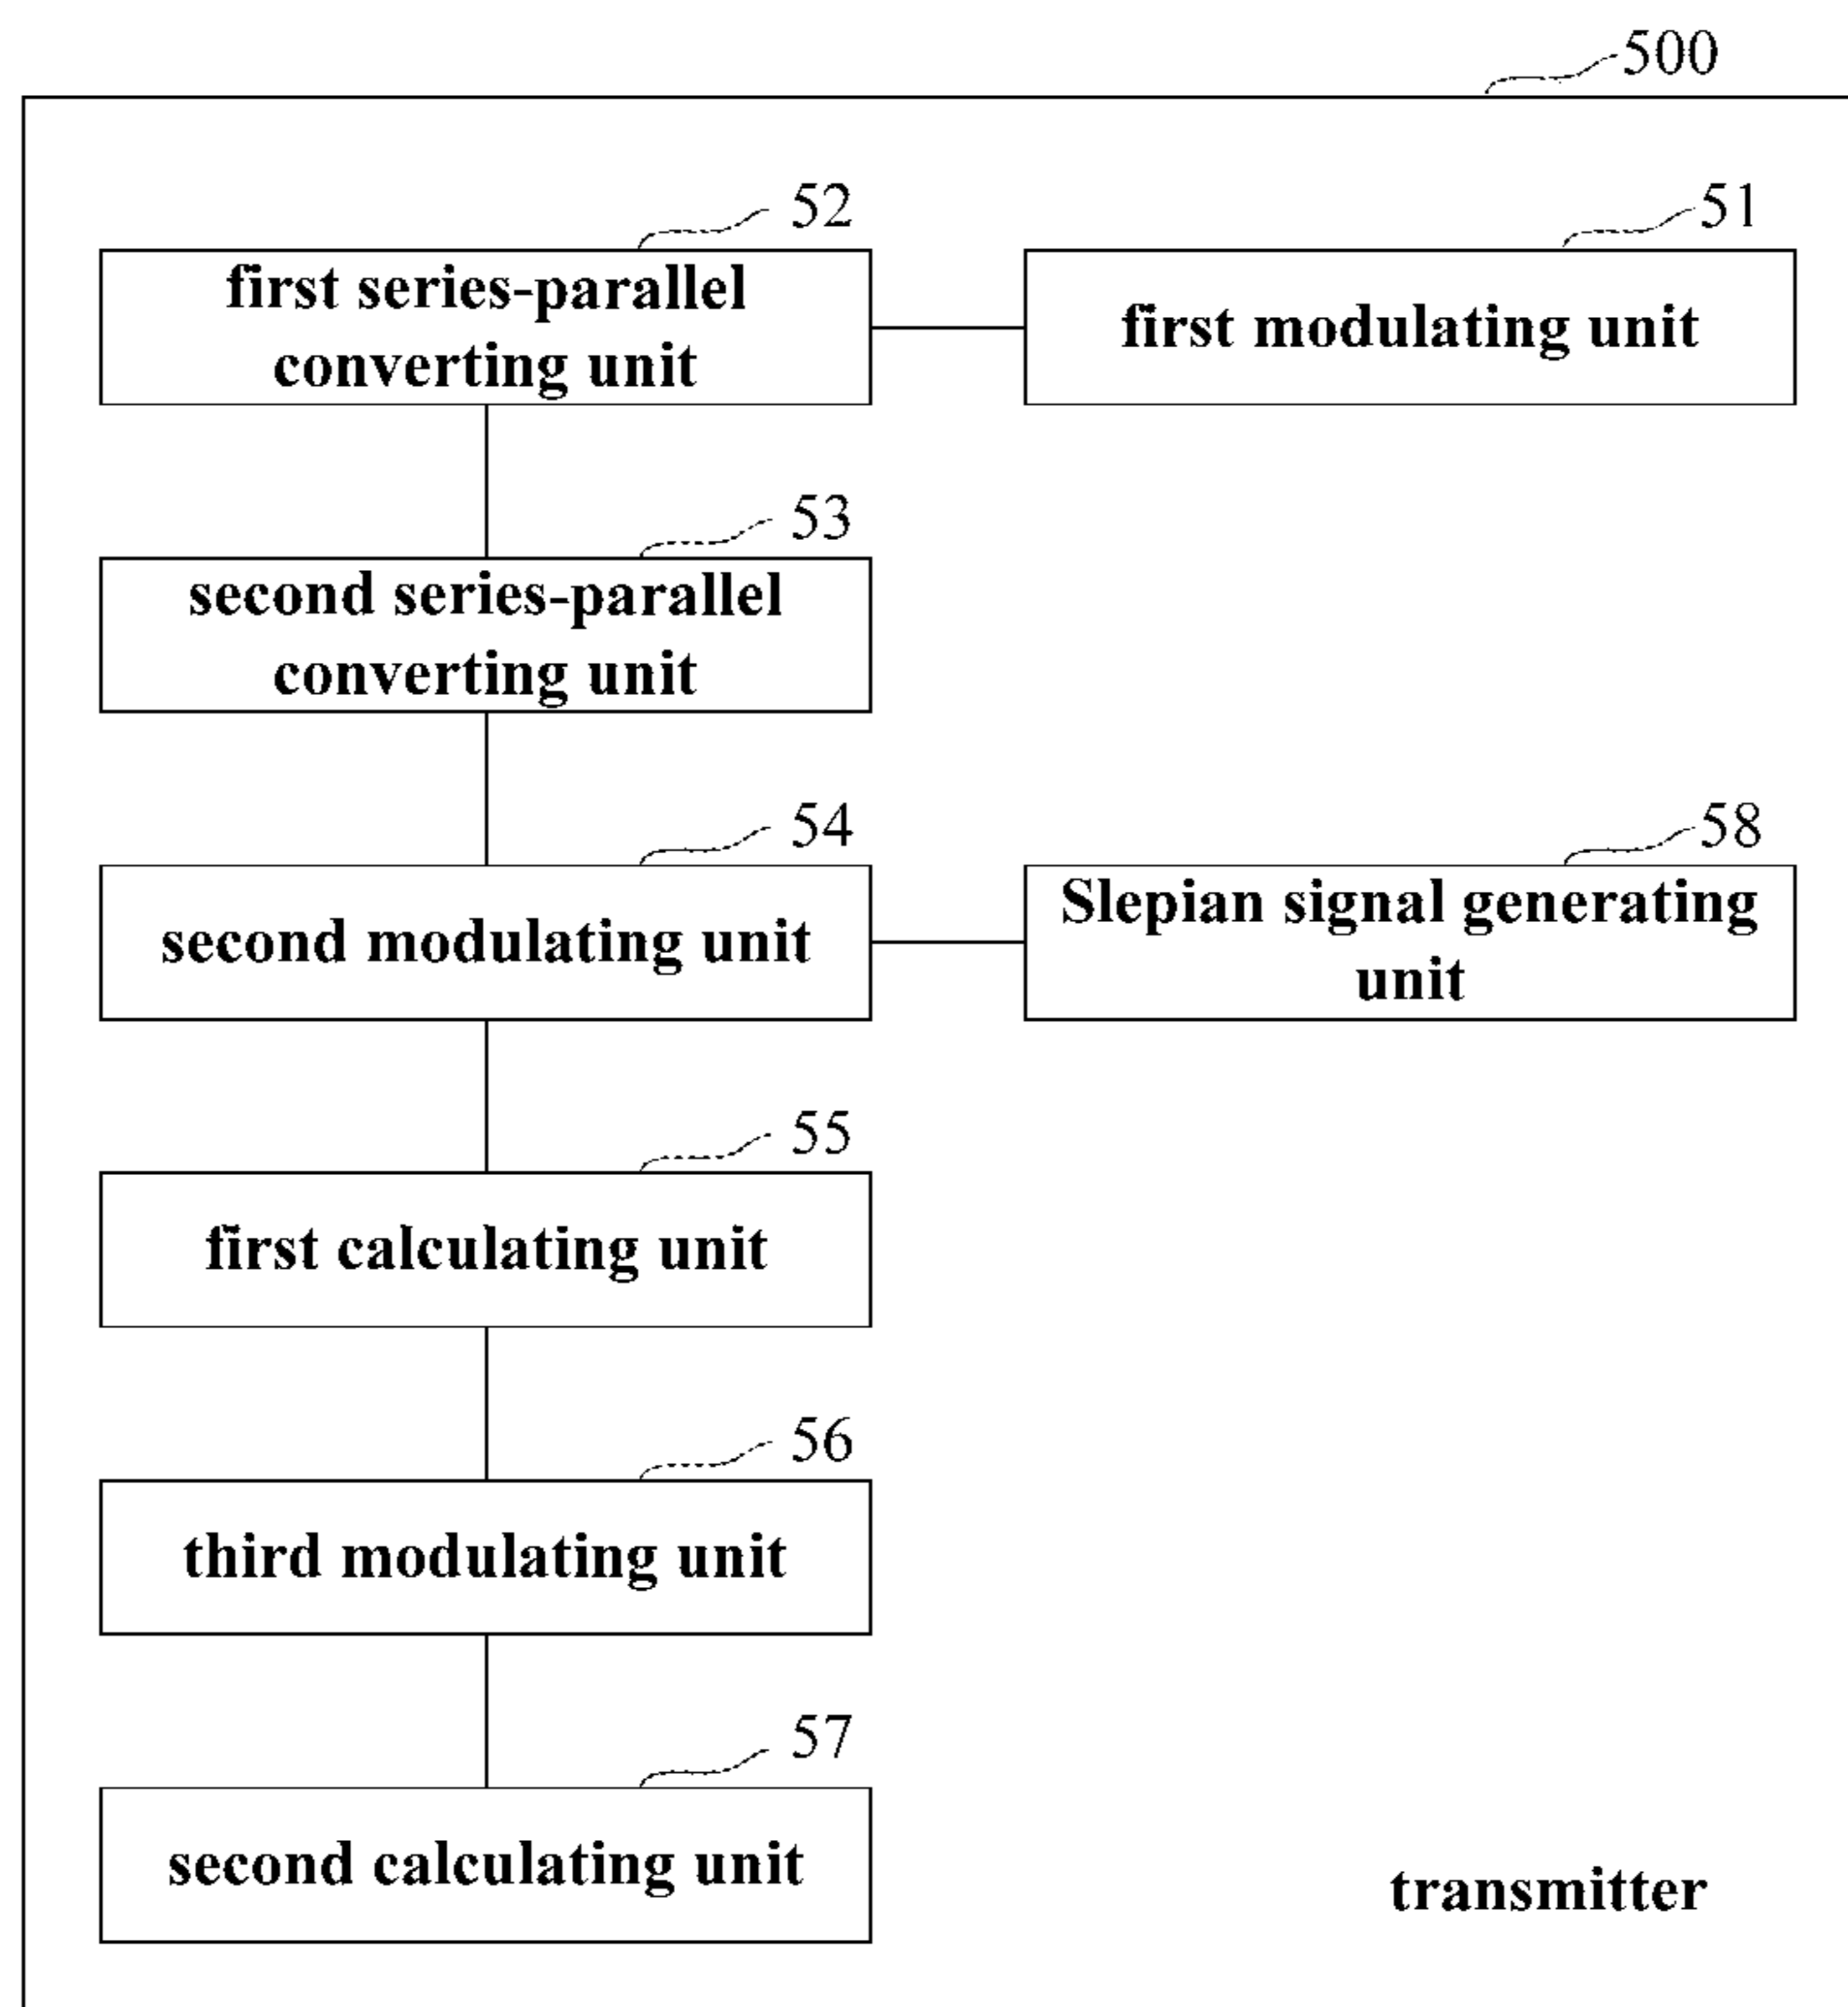 500
52
51
first series-parallel
converting unit
first modulating unit
53
second series-parallel
converting unit
54
58
second modulating unit
Slepian signal generating
unit
55
first calculating unit
56
third modulating unit
57
second calculating unit
transmitter